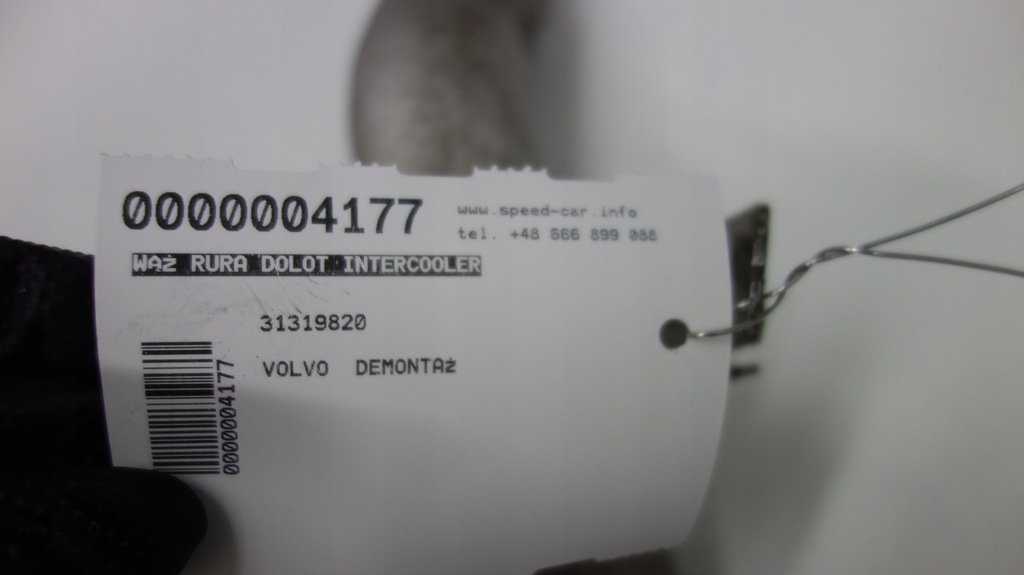 0000004177
www.speed-car.info
tel. +48 666 899 088
WĄŻ RURA DOLOT INTERCOOLER
31319820
VOLVO DEMONTAŻ
0000004177